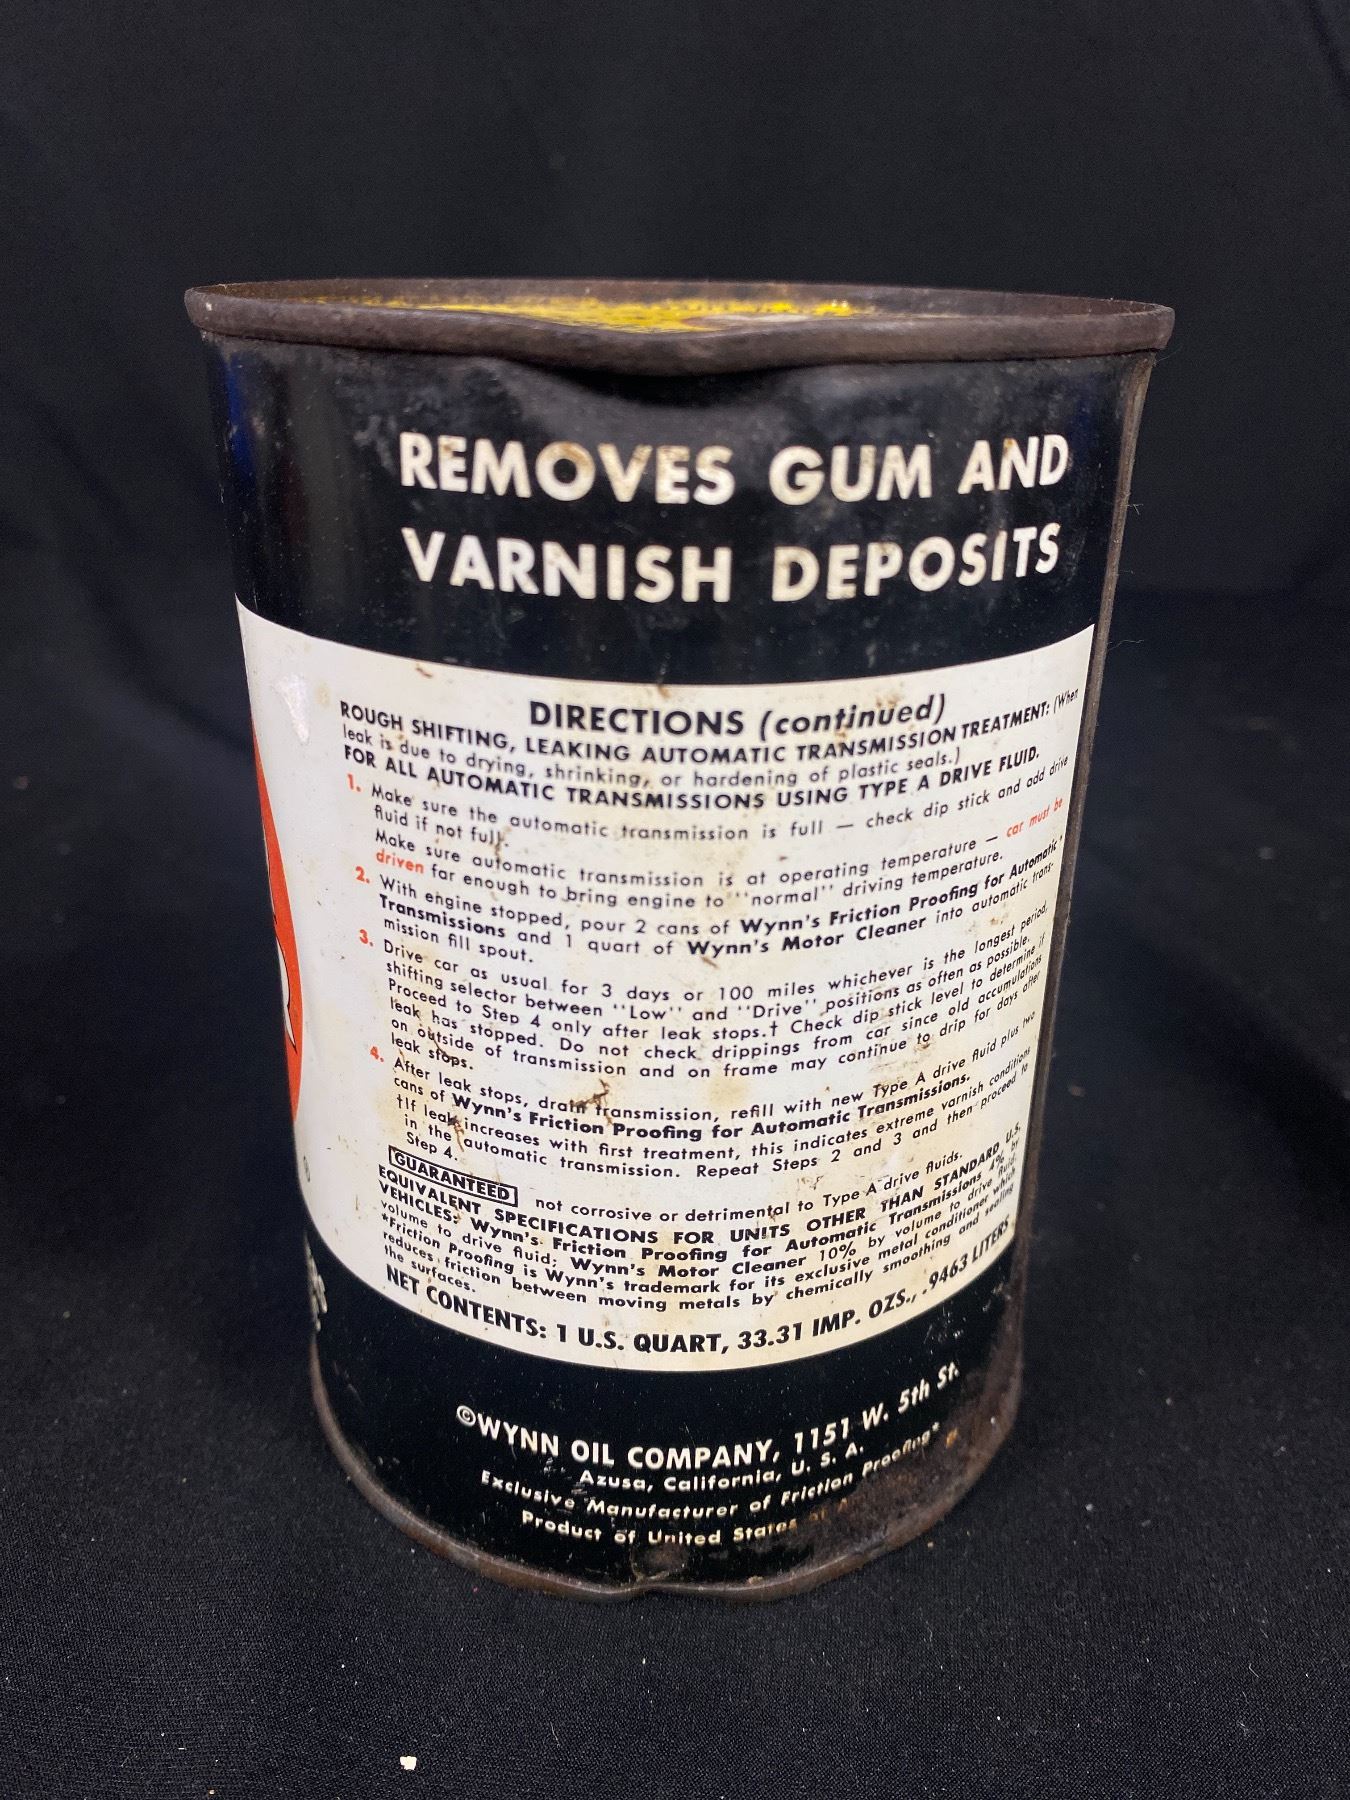 REMOVES GUM AND
VARNISH DEPOSITS
DIRECTIONS (continued)
ROUGH SHIFTING, LEAKING AUTOMATIC TRANSMISSION TREATMENT: (When
leak is due to drying, shrinking, or hardening of plastic seals.)
FOR ALL AUTOMATIC TRANSMISSIONS USING TYPE A DRIVE FLUID.
1. Make sure the automatic transmission is full — check dip stick and add drive
fluid if not full.
Make sure automatic transmission is at operating temperature — car must be
driven far enough to bring engine to "normal" driving temperature.
2. With engine stopped, pour 2 cans of Wynn's Friction Proofing for Automatic
Transmissions and 1 quart of Wynn's Motor Cleaner into automatic trans-
mission fill spout.
3. Drive car as usual for 3 days or 100 miles whichever is the longest period,
shifting selector between "Low" and "Drive" positions as often as possible.
Proceed to Step 4 only after leak stops.† Check dip stick level to determine if
leak has stopped. Do not check drippings from car since old accumulations
on outside of transmission and on frame may continue to drip for days after
leak stops.
4. After leak stops, drain transmission, refill with new Type A drive fluid plus two
cans of Wynn's Friction Proofing for Automatic Transmissions.
†If leak increases with first treatment, this indicates extreme varnish conditions
in the automatic transmission. Repeat Steps 2 and 3 and then proceed to
Step 4.
GUARANTEED not corrosive or detrimental to Type A drive fluids.
EQUIVALENT SPECIFICATIONS FOR UNITS OTHER THAN STANDARD U.S.
VEHICLES: Wynn's Friction Proofing for Automatic Transmissions 4% by
volume to drive fluid; Wynn's Motor Cleaner 10% by volume to drive fluid.
*Friction Proofing is Wynn's trademark for its exclusive metal conditioner which
reduces friction between moving metals by chemically smoothing and sealing
the surfaces.
NET CONTENTS: 1 U.S. QUART, 33.31 IMP. OZS., .9463 LITERS
©WYNN OIL COMPANY, 1151 W. 5th St.
Azusa, California, U. S. A.
Exclusive Manufacturer of Friction Proofing*
Product of United States of